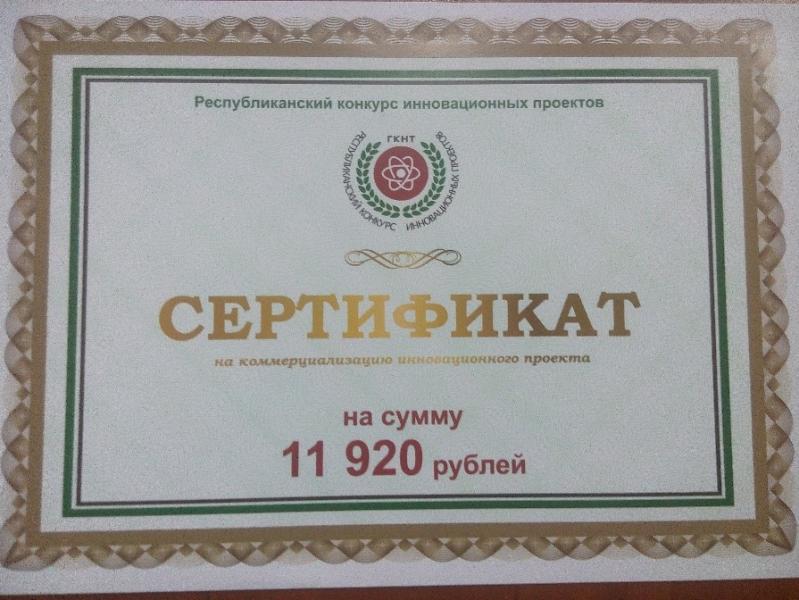 Республиканский конкурс инновационных проектов
ГКНТ
РЕСПУБЛИКАНСКИЙ КОНКУРС ИННОВАЦИОННЫХ ПРОЕКТОВ
СЕРТИФИКАТ
на коммерциализацию инновационного проекта
на сумму
11 920 рублей